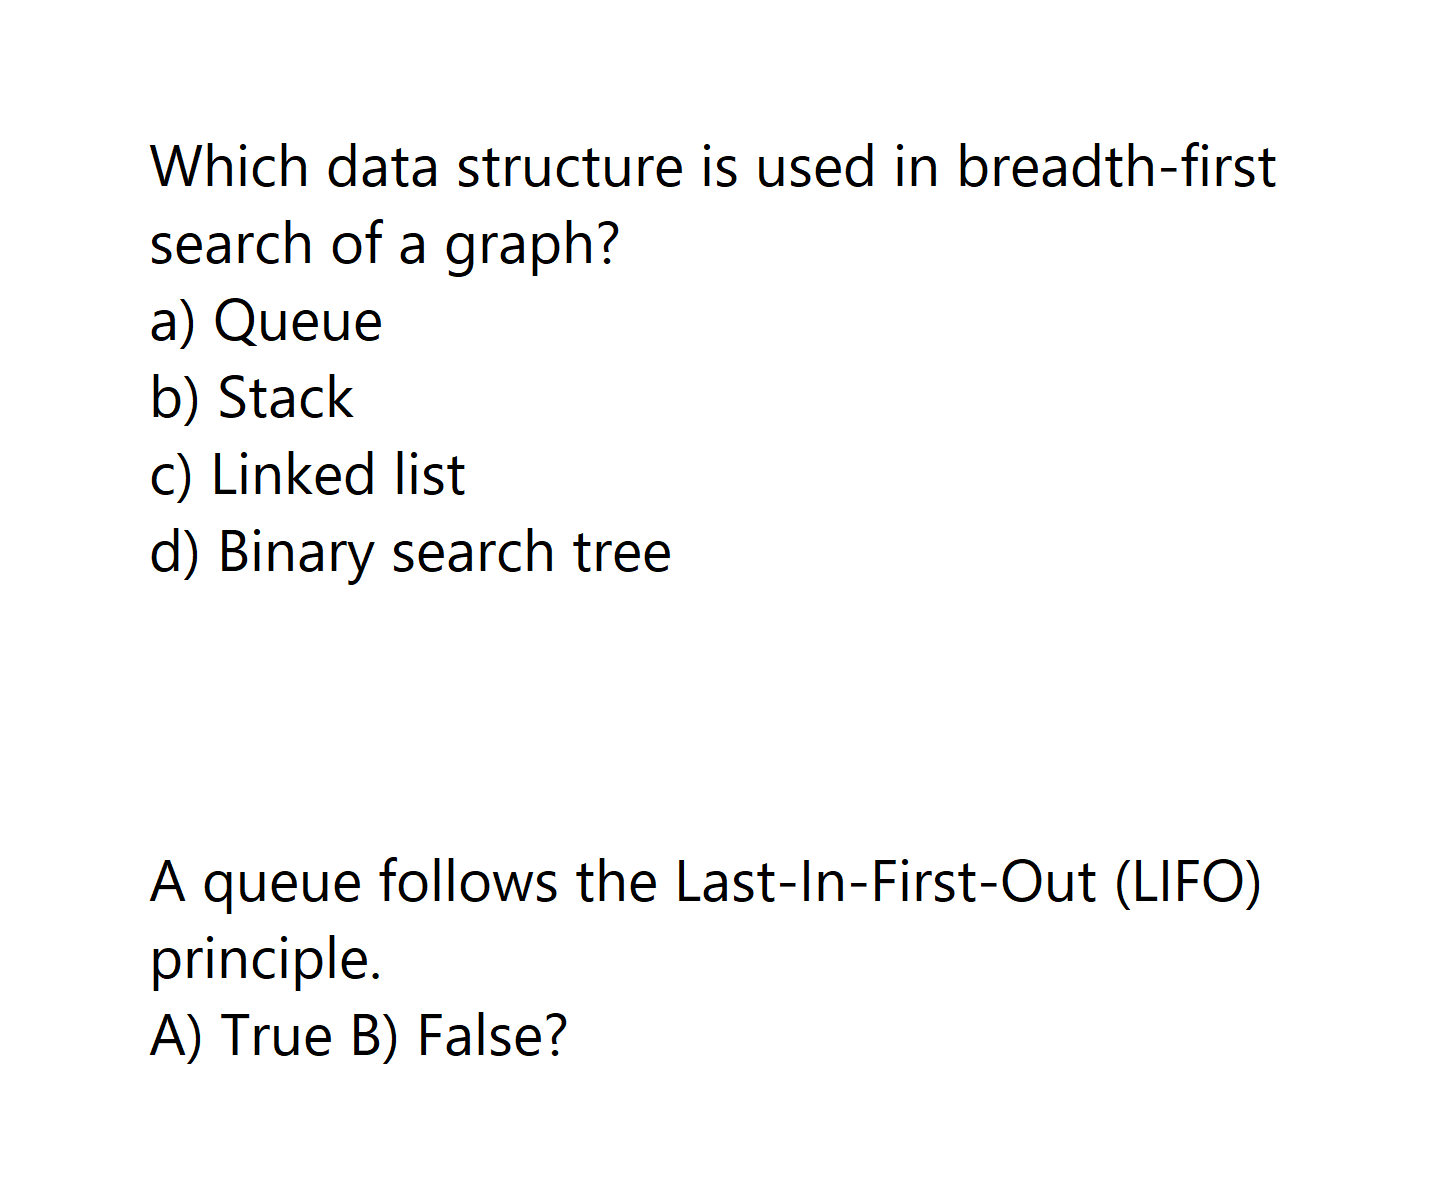 Which data structure is used in breadth-first
search of a graph?
a) Queue
b) Stack
c) Linked list
d) Binary search tree
A queue follows the Last-In-First-Out (LIFO)
principle.
A) True B) False?